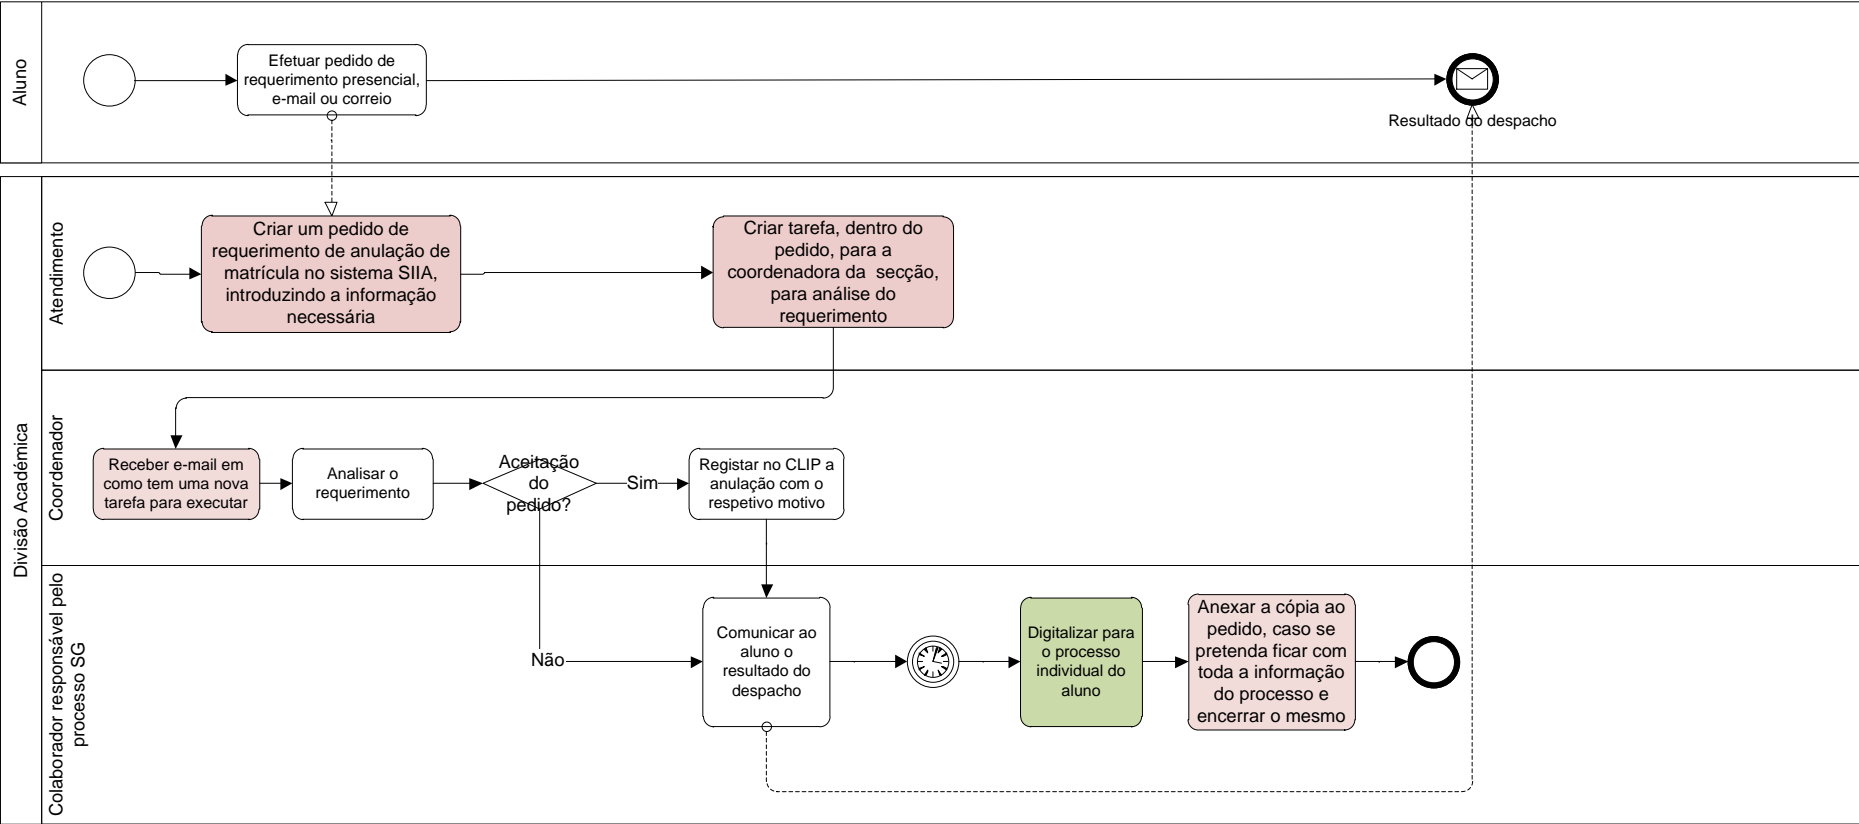 Aluno
Efetuar pedido de
requerimento presencial,
e-mail ou correio
Resultado do despacho
Divisão Académica
Atendimento
Criar um pedido de
requerimento de anulação de
matrícula no sistema SIIA,
introduzindo a informação
necessária
Criar tarefa, dentro do
pedido, para a
coordenadora da secção,
para análise do
requerimento
Coordenador
Receber e-mail em
como tem uma nova
tarefa para executar
Analisar o
requerimento
Aceitação
do
pedido?
Sim
Registar no CLIP a
anulação com o
respetivo motivo
Colaborador responsável pelo
processo SG
Não
Comunicar ao
aluno o
resultado do
despacho
Digitalizar para
o processo
individual do
aluno
Anexar a cópia ao
pedido, caso se
pretenda ficar com
toda a informação
do processo e
encerrar o mesmo